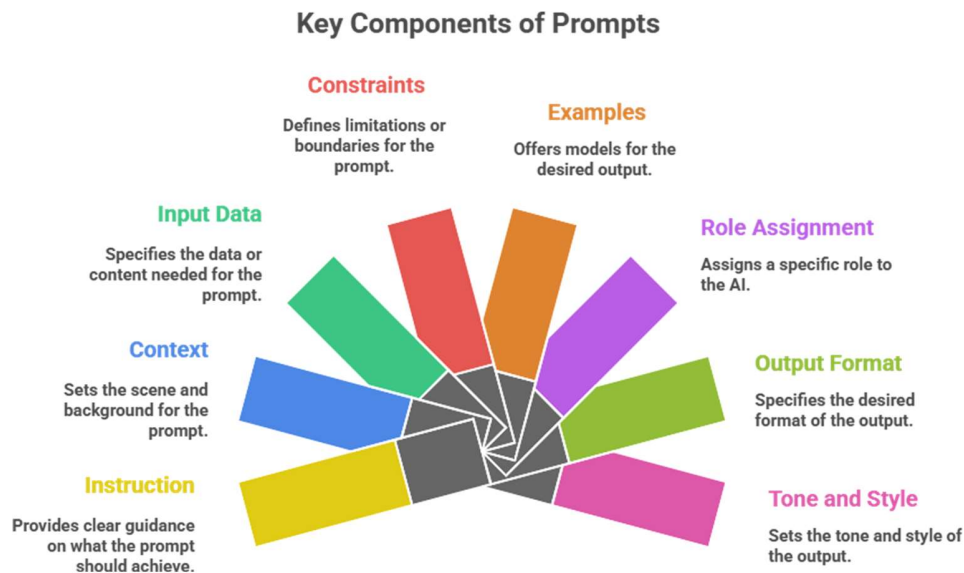 Key Components of Prompts
Constraints
Defines limitations or
boundaries for the
prompt.
Examples
Offers models for the
desired output.
Input Data
Specifies the data or
content needed for the
prompt.
Role Assignment
Assigns a specific role to
the AI.
Context
Sets the scene and
background for the
prompt.
Output Format
Specifies the desired
format of the output.
Instruction
Provides clear guidance
on what the prompt
should achieve.
Tone and Style
Sets the tone and style of
the output.